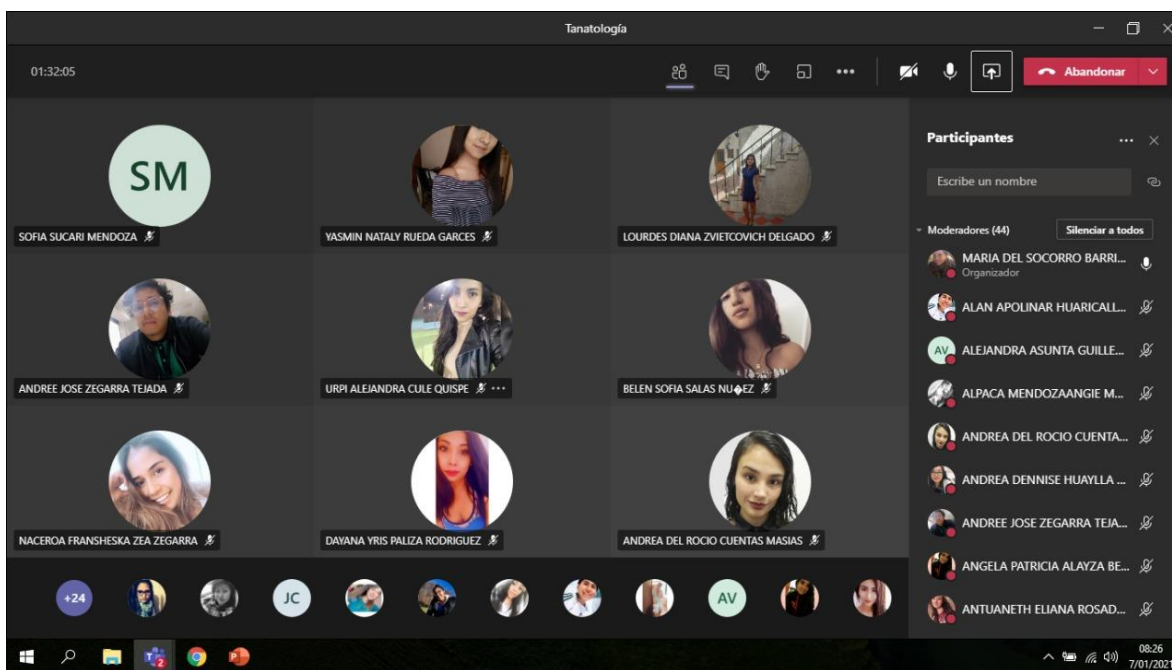 Tanatología
01:32:05
Abandonar
SM
SOFIA SUCARI MENDOZA
YASMIN NATALY RUEDA GARCES
LOURDES DIANA ZVIETCOVICH DELGADO
ANDREE JOSE ZEGARRA TEJADA
URPI ALEJANDRA CULE QUISPE
BELEN SOFIA SALAS NU�EZ
NACEROA FRANSHESKA ZEA ZEGARRA
DAYANA YRIS PALIZA RODRIGUEZ
ANDREA DEL ROCIO CUENTAS MASIAS
+24
JC
AV
Participantes
Escribe un nombre
Moderadores (44)
Silenciar a todos
MARIA DEL SOCORRO BARRI...
Organizador
ALAN APOLINAR HUARICALL...
AV
ALEJANDRA ASUNTA GUILLE...
ALPACA MENDOZAANGIE M...
ANDREA DEL ROCIO CUENTA...
ANDREA DENNISE HUAYLLA ...
ANDREE JOSE ZEGARRA TEJA...
ANGELA PATRICIA ALAYZA BE...
ANTUANETH ELIANA ROSAD...
08:26
7/01/202